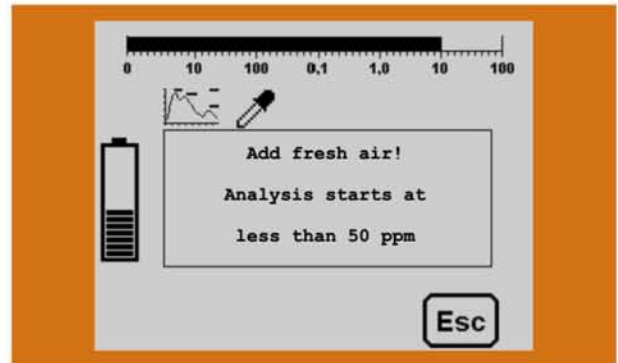 0 10 100 0,1 1,0 10 100
Add fresh air!
Analysis starts at
less than 50 ppm
Esc